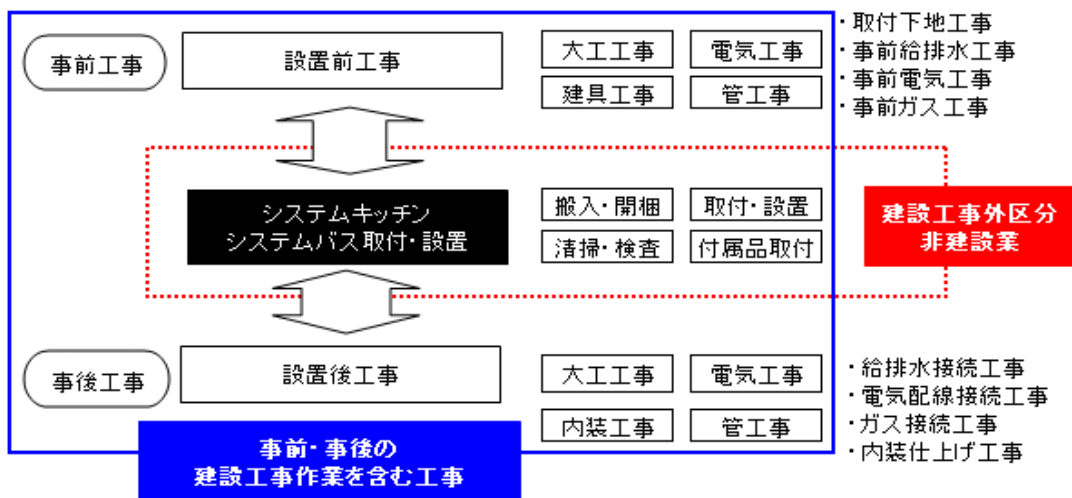 事前工事
設置前工事
大工工事
電気工事
建具工事
管工事
・取付下地工事
・事前給排水工事
・事前電気工事
・事前ガス工事
システムキッチン
システムバス取付・設置
搬入・開梱
取付・設置
清掃・検査
付属品取付
建設工事外区分
非建設業
事後工事
設置後工事
大工工事
電気工事
内装工事
管工事
・給排水接続工事
・電気配線接続工事
・ガス接続工事
・内装仕上げ工事
事前・事後の
建設工事作業を含む工事